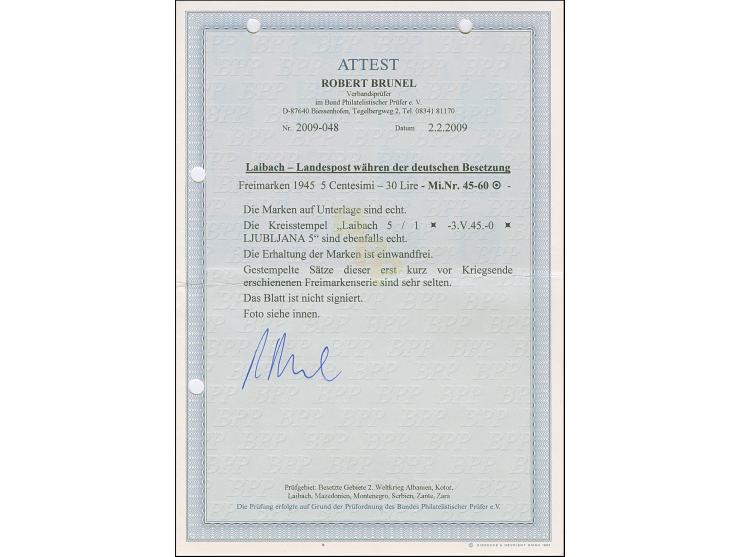 ATTEST
ROBERT BRUNEL
Verbandsprüfer
im Bund Philatelistischer Prüfer e. V.
D-87640 Biessenhofen, Tegelbergweg 2, Tel. 08341 81170
Nr. 2009-048 Datum 2.2.2009
Laibach – Landespost währen der deutschen Besetzung
Freimarken 1945 5 Centesimi – 30 Lire - Mi.Nr. 45-60 ⊙ -
Die Marken auf Unterlage sind echt.
Die Kreisstempel „Laibach 5 / 1 ✶ -3.V.45.-0 ✶
LJUBLJANA 5“ sind ebenfalls echt.
Die Erhaltung der Marken ist einwandfrei.
Gestempelte Sätze dieser erst kurz vor Kriegsende
erschienenen Freimarkenserie sind sehr selten.
Das Blatt ist nicht signiert.
Foto siehe innen.
Prüfgebiet: Besetzte Gebiete 2. Weltkrieg Albanien, Kotor,
Laibach, Mazedonien, Montenegro, Serbien, Zante, Zara
Die Prüfung erfolgte auf Grund der Prüfordnung des Bundes Philatelistischer Prüfer e.V.